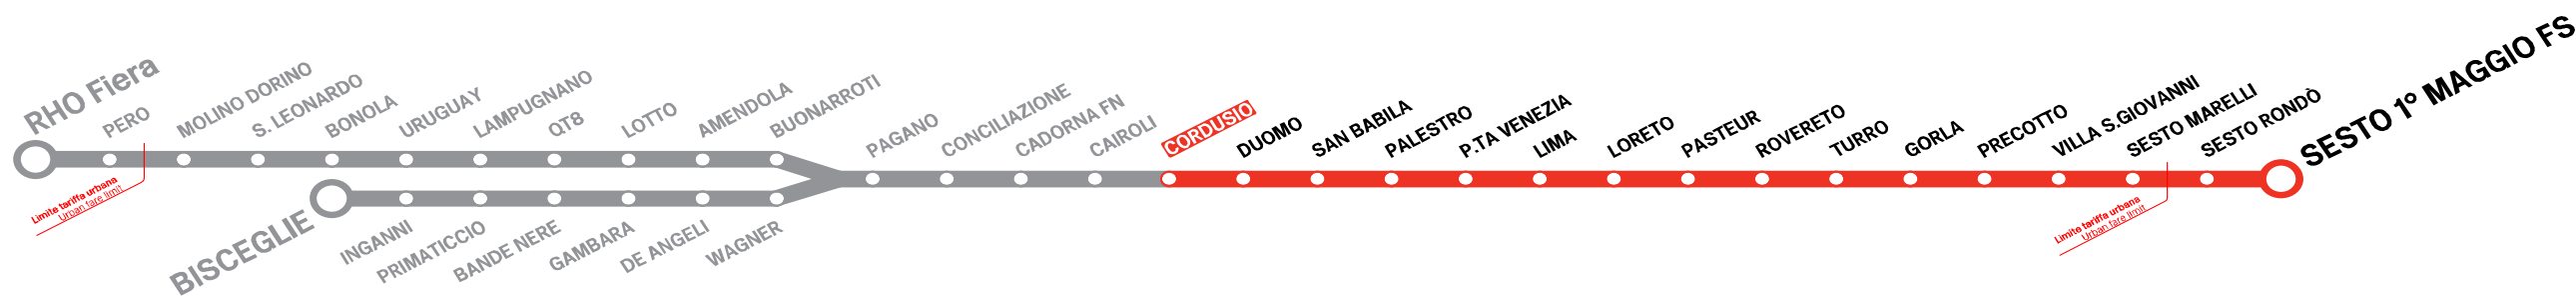 RHO Fiera
PERO
MOLINO DORINO
S. LEONARDO
BONOLA
URUGUAY
LAMPUGNANO
QT8
LOTTO
AMENDOLA
BUONARROTI
PAGANO
CONCILIAZIONE
CADORNA FN
CAIROLI
CORDUSIO
DUOMO
SAN BABILA
PALESTRO
P.TA VENEZIA
LIMA
LORETO
PASTEUR
ROVERETO
TURRO
GORLA
PRECOTTO
VILLA S.GIOVANNI
SESTO MARELLI
SESTO RONDÒ
SESTO 1° MAGGIO FS
Limite tariffa urbana
Urban fare limit
BISCEGLIE
INGANNI
PRIMATICCIO
BANDE NERE
GAMBARA
DE ANGELI
WAGNER
Limite tariffa urbana
Urban fare limit